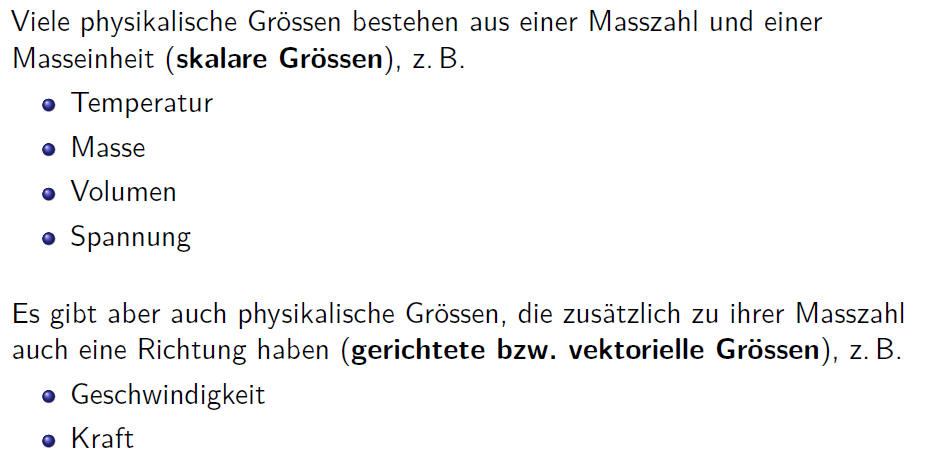 Viele physikalische Grössen bestehen aus einer Masszahl und einer
Masseinheit (skalare Grössen), z. B.
Temperatur
Masse
Volumen
Spannung
Es gibt aber auch physikalische Grössen, die zusätzlich zu ihrer Masszahl
auch eine Richtung haben (gerichtete bzw. vektorielle Grössen), z. B.
Geschwindigkeit
Kraft